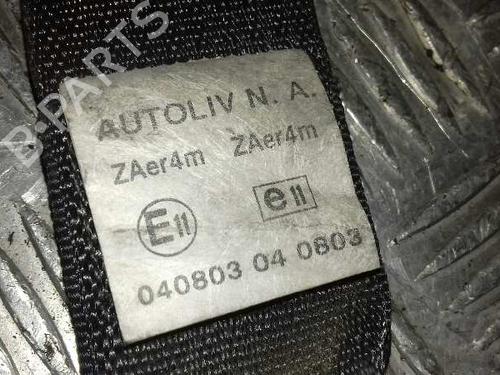 B-PARTS
AUTOLIV N. A.
ZAer4m ZAer4m
E11 e11
040803 04 0803